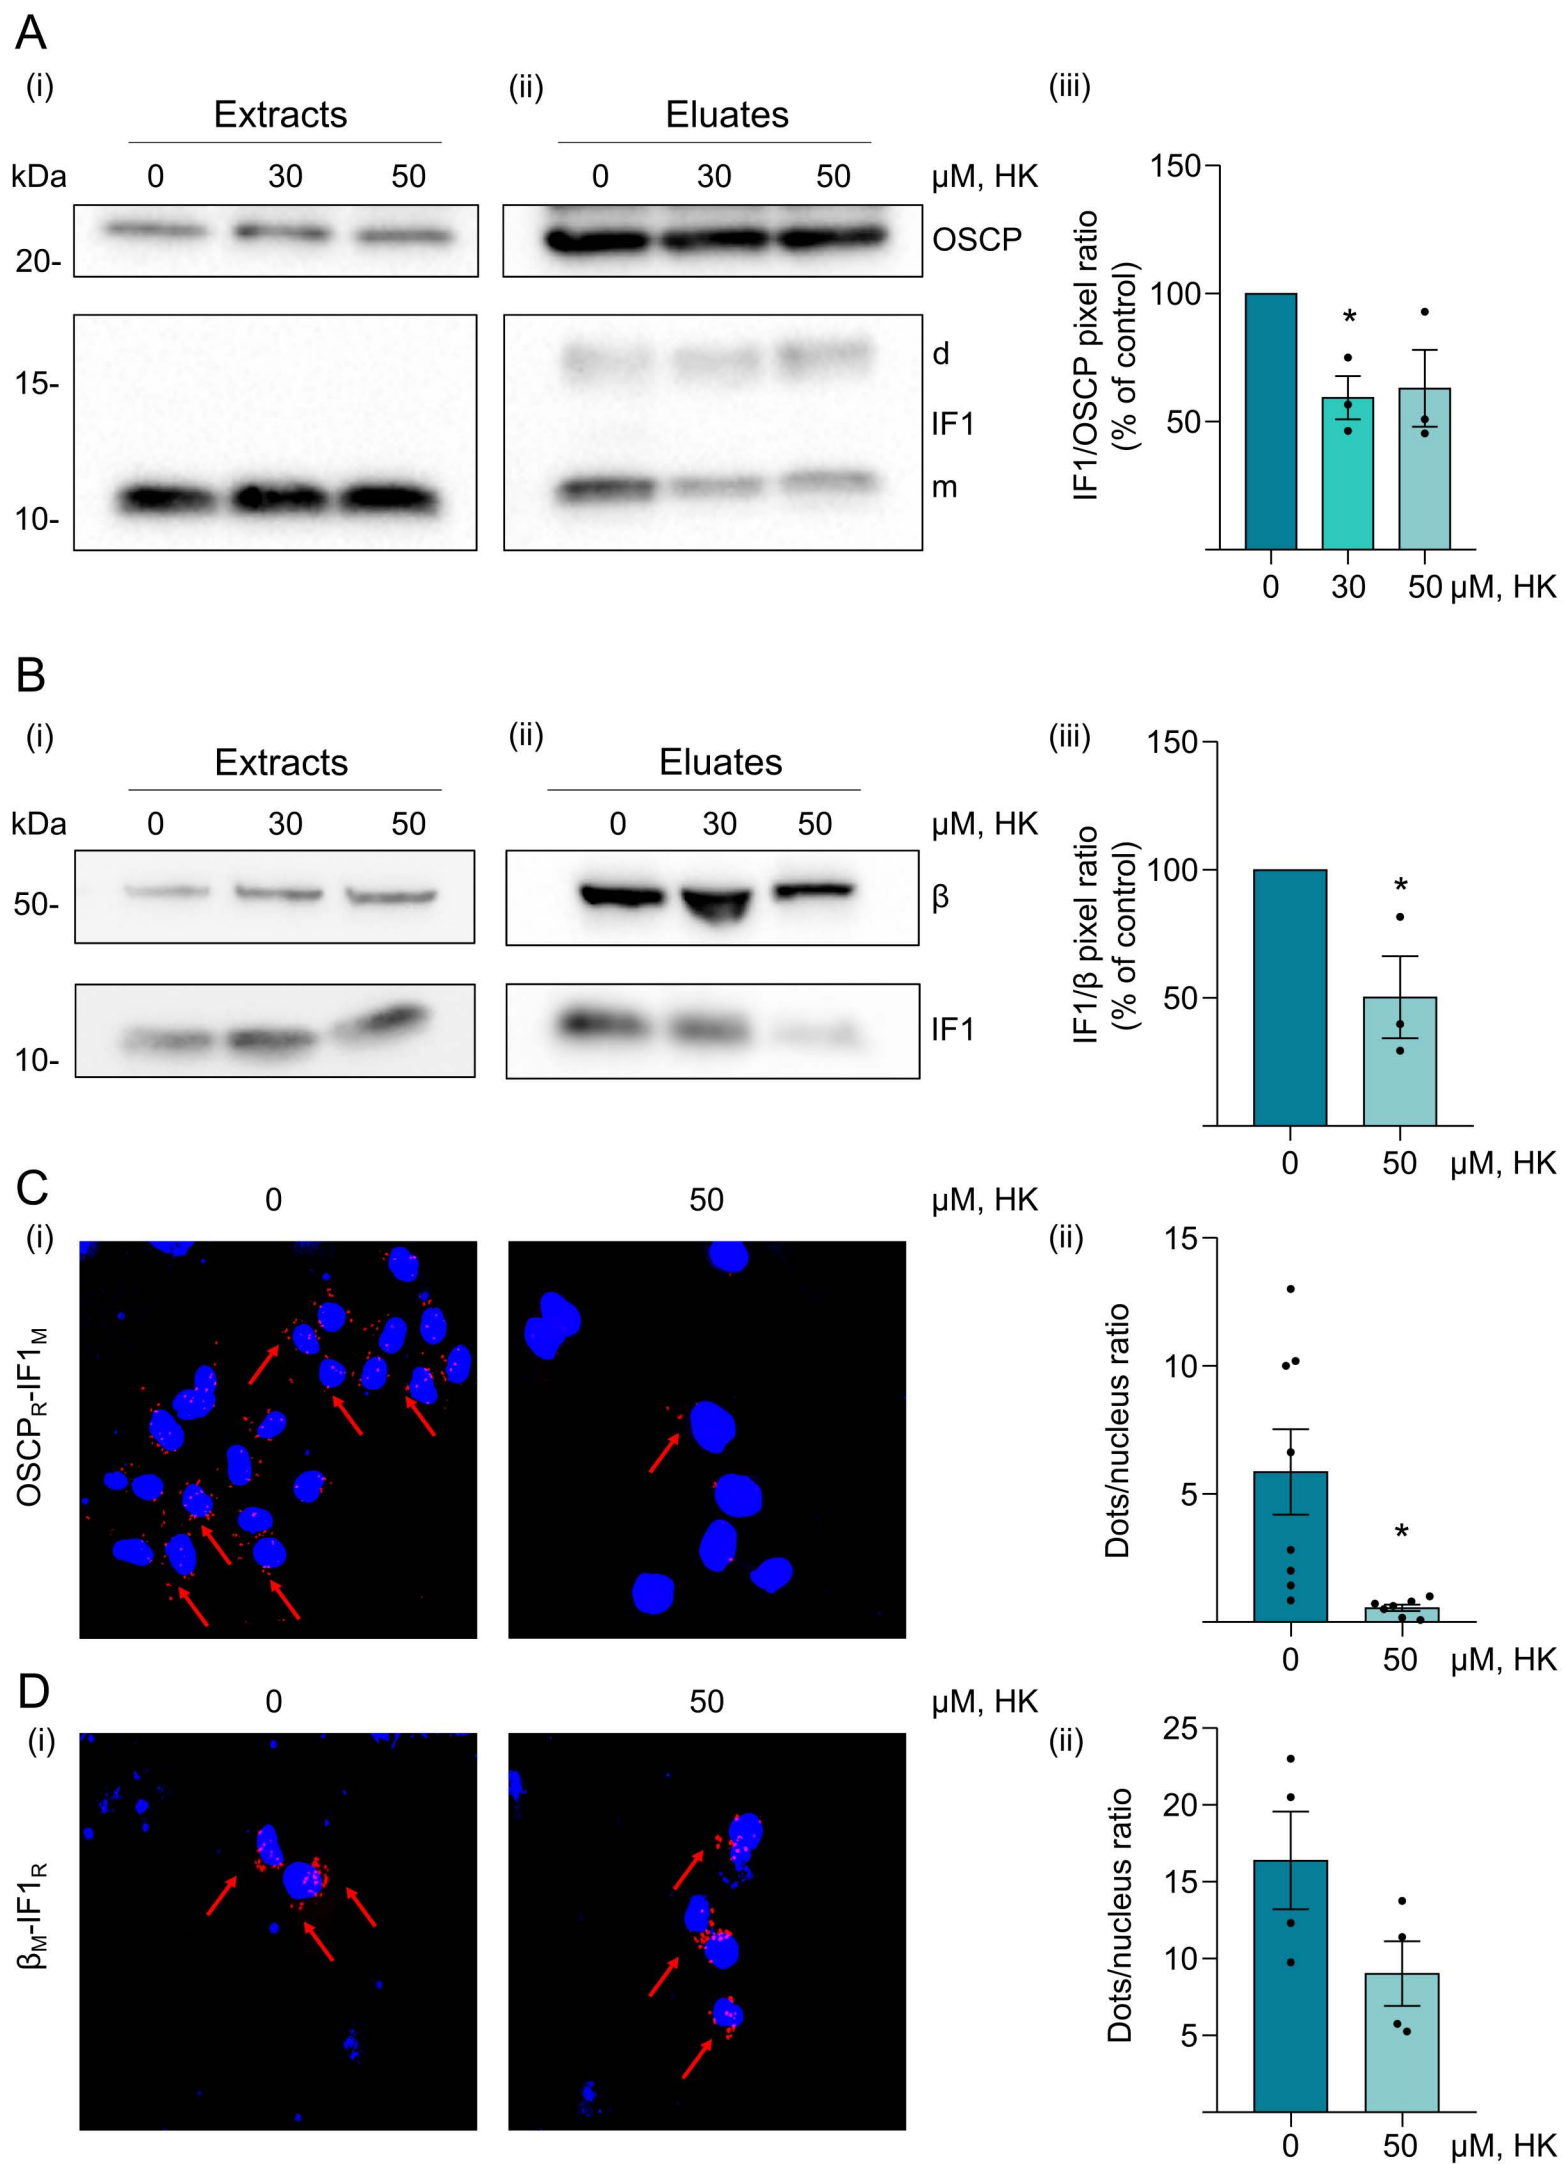 A
(i) (ii) (iii)
Extracts Eluates
kDa 0 30 50 0 30 50 µM, HK
OSCP
20-
d
15-
IF1
m
10-
150
100
50
IF1/OSCP pixel ratio
(% of control)
0 30 50 µM, HK
B
(i) (ii) (iii)
Extracts Eluates
kDa 0 30 50 0 30 50 µM, HK
50- β
IF1
10-
150
100
50
IF1/β pixel ratio
(% of control)
*
0 50 µM, HK
C
0 50 µM, HK
(i) (ii)
OSCPR-IF1M
15
10
5
Dots/nucleus ratio
*
0 50 µM, HK
D
0 50 µM, HK
(i) (ii)
βM-IF1R
25
20
15
10
5
Dots/nucleus ratio
0 50 µM, HK